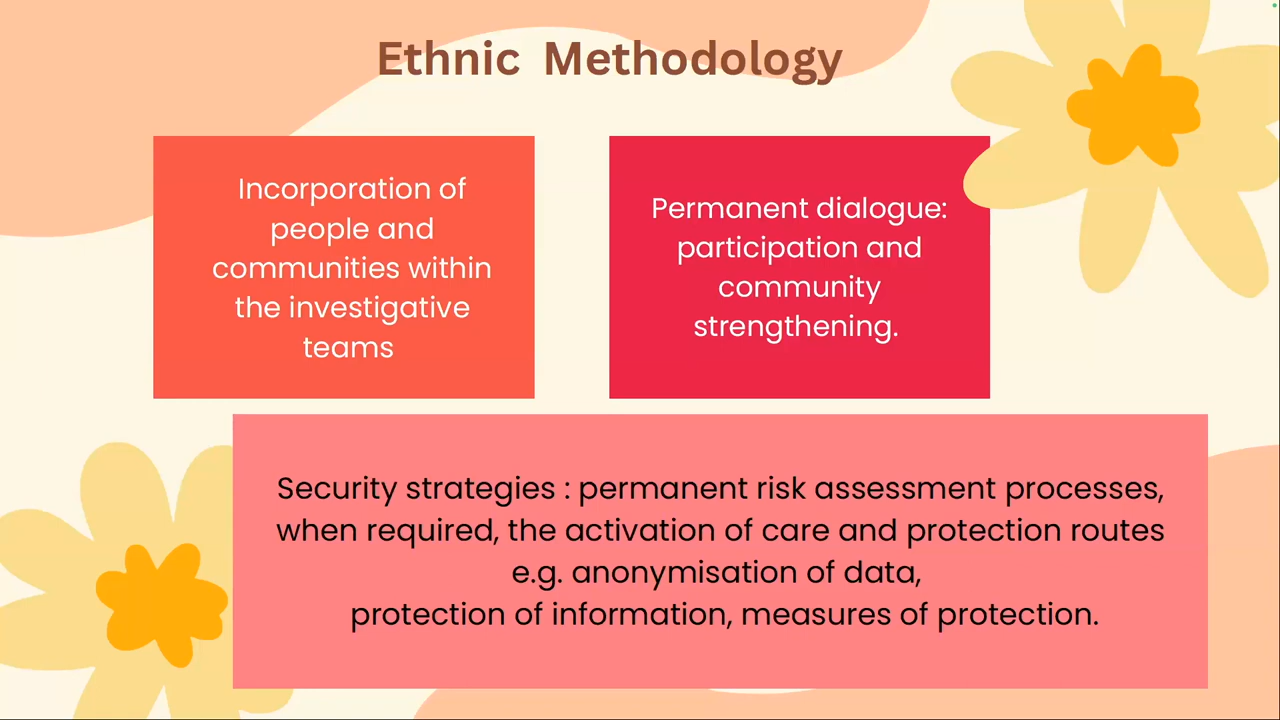 Ethnic Methodology
Incorporation of
people and
communities within
the investigative
teams
Permanent dialogue:
participation and
community
strengthening.
Security strategies : permanent risk assessment processes,
when required, the activation of care and protection routes
e.g. anonymisation of data,
protection of information, measures of protection.